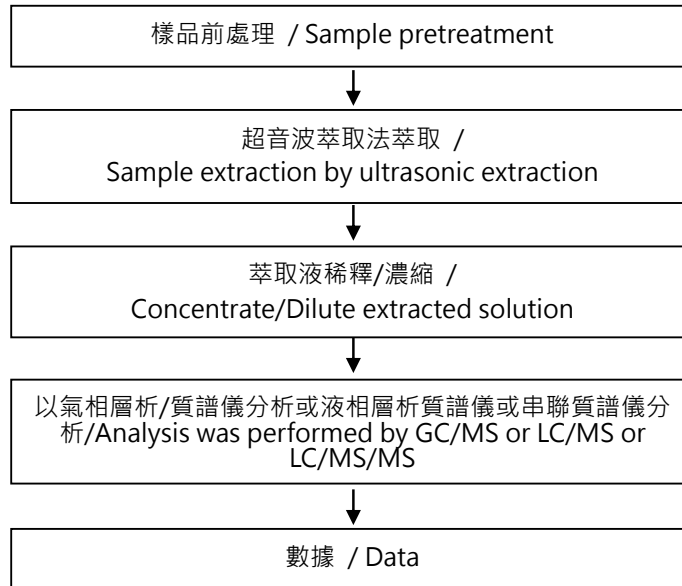 樣品前處理 / Sample pretreatment
超音波萃取法萃取 /
Sample extraction by ultrasonic extraction
萃取液稀釋/濃縮 /
Concentrate/Dilute extracted solution
以氣相層析/質譜儀分析或液相層析質譜儀或串聯質譜儀分
析/Analysis was performed by GC/MS or LC/MS or
LC/MS/MS
數據 / Data